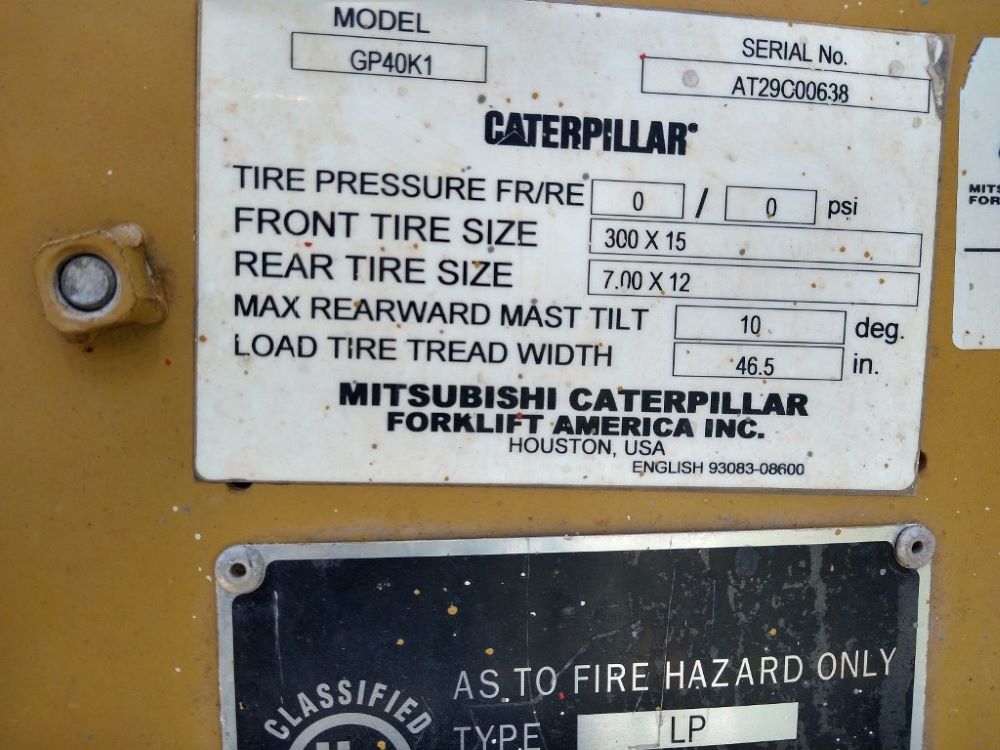 MODEL
GP40K1
SERIAL No.
AT29C00638
CATERPILLAR®
TIRE PRESSURE FR/RE 0 / 0 psi
FRONT TIRE SIZE 300 X 15
REAR TIRE SIZE 7.00 X 12
MAX REARWARD MAST TILT 10 deg.
LOAD TIRE TREAD WIDTH 46.5 in.
MITSUBISHI CATERPILLAR
FORKLIFT AMERICA INC.
HOUSTON, USA
ENGLISH 93083-08600
MITS
FOR
CLASSIFIED
AS TO FIRE HAZARD ONLY
TYPE LP